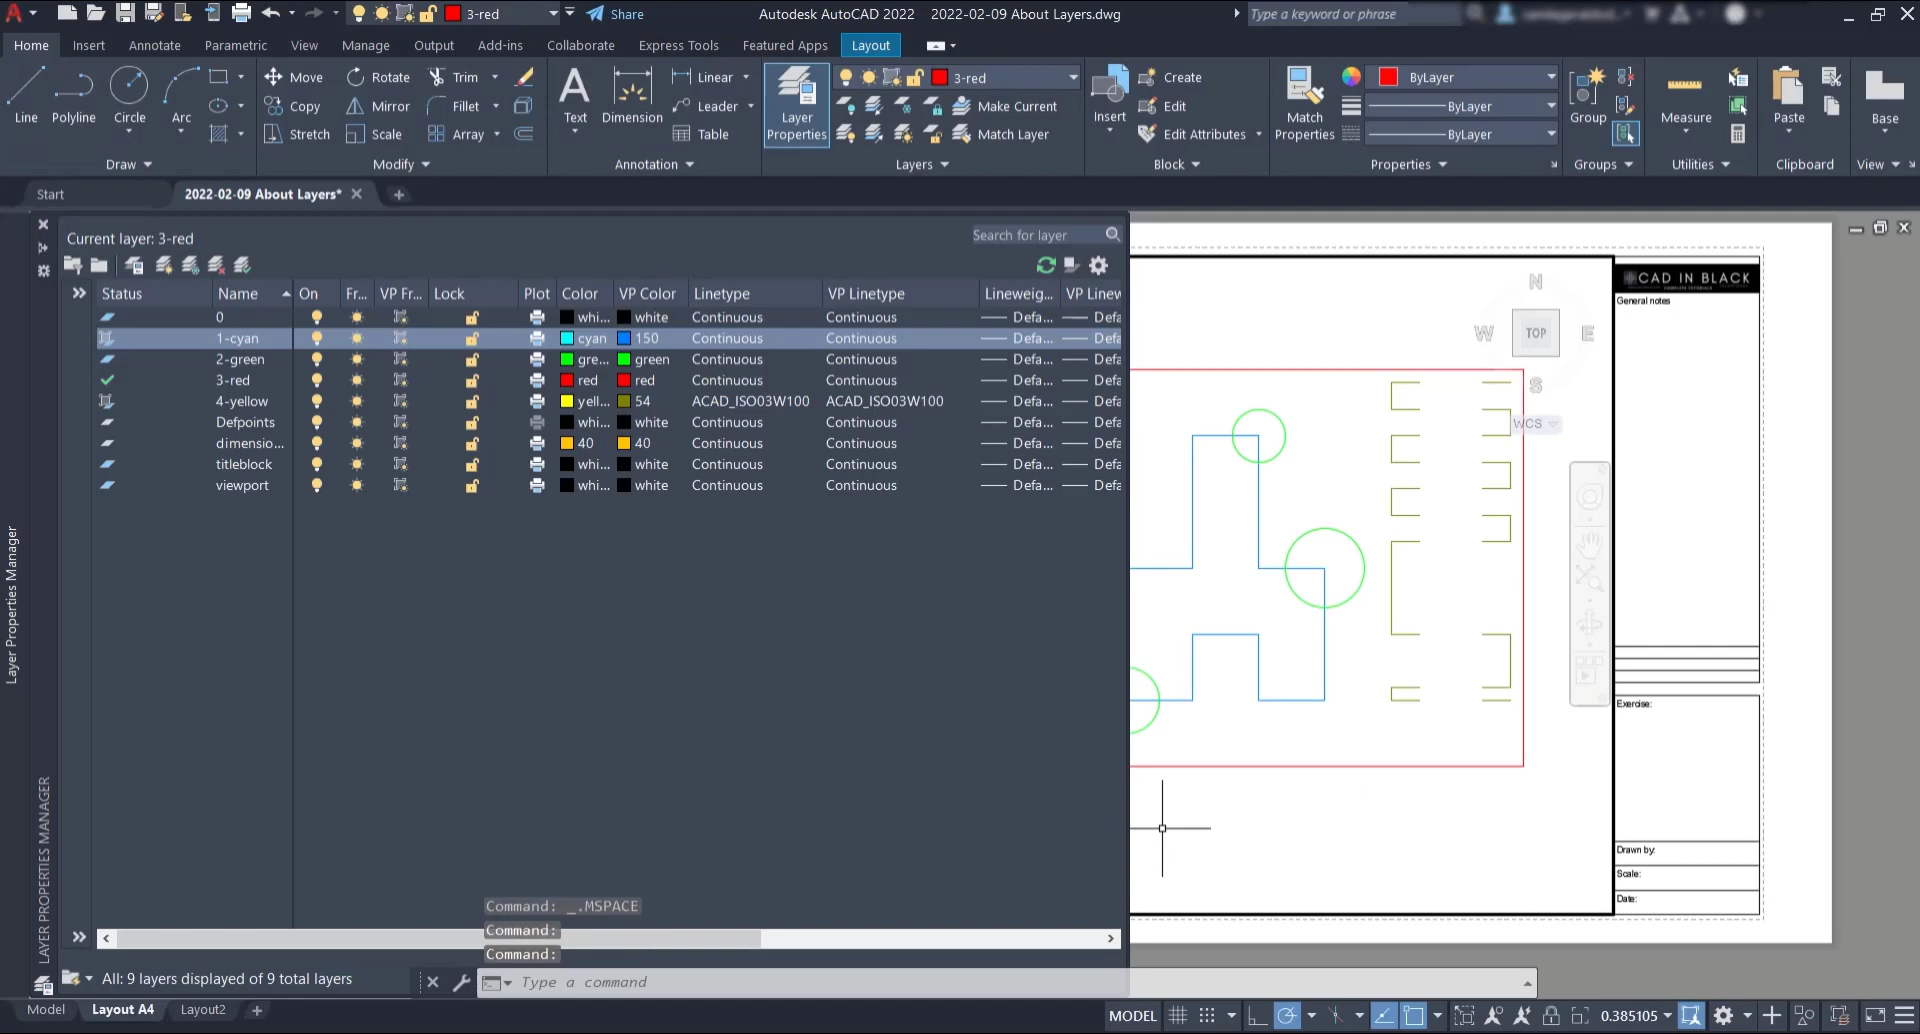 3-red
Share
Autodesk AutoCAD 2022 2022-02-09 About Layers.dwg
Type a keyword or phrase
Home Insert Annotate Parametric View Manage Output Add-ins Collaborate Express Tools Featured Apps Layout
Line Polyline Circle Arc
Move Rotate Trim
Copy Mirror Fillet
Stretch Scale Array
Text Dimension
Linear
Leader
Table
Layer Properties
3-red
Make Current
Match Layer
Insert
Create
Edit
Edit Attributes
Match Properties
ByLayer
ByLayer
ByLayer
Group
Measure
Paste
Base
Draw Modify Annotation Layers Block Properties Groups Utilities Clipboard View
Start 2022-02-09 About Layers*
Current layer: 3-red
Search for layer
Status Name On Fr... VP Fr... Lock Plot Color VP Color Linetype VP Linetype Lineweig... VP Linew
0 whi... white Continuous Continuous Defa... Defa
1-cyan cyan 150 Continuous Continuous Defa... Defa
2-green gre... green Continuous Continuous Defa... Defa
3-red red red Continuous Continuous Defa... Defa
4-yellow yell... 54 ACAD_ISO03W100 ACAD_ISO03W100 Defa... Defa
Defpoints whi... white Continuous Continuous Defa... Defa
dimensio... 40 40 Continuous Continuous Defa... Defa
titleblock whi... white Continuous Continuous Defa... Defa
viewport whi... white Continuous Continuous Defa... Defa
Layer Properties Manager
LAYER PROPERTIES MANAGER
N
W TOP E
S
WCS
CAD IN BLACK
General notes
Exercise:
Drawn by:
Scale:
Date:
Command: _.MSPACE
Command:
Command:
All: 9 layers displayed of 9 total layers
Type a command
Model Layout A4 Layout2
MODEL
0.385105